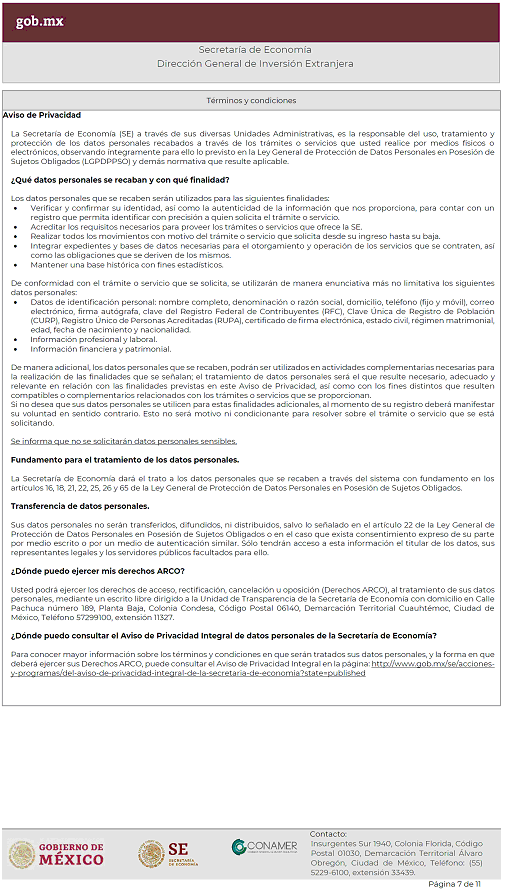 gob.mx
Secretaría de Economía
Dirección General de Inversión Extranjera
Términos y condiciones
Aviso de Privacidad
La Secretaría de Economía (SE) a través de sus diversas Unidades Administrativas, es la responsable del uso, tratamiento y
protección de los datos personales recabados a través de los trámites o servicios que usted realice por medios físicos o
electrónicos, observando íntegramente para ello lo previsto en la Ley General de Protección de Datos Personales en Posesión de
Sujetos Obligados (LGPDPPSO) y demás normativa que resulte aplicable.
¿Qué datos personales se recaban y con qué finalidad?
Los datos personales que se recaben serán utilizados para las siguientes finalidades:
• Verificar y confirmar su identidad, así como la autenticidad de la información que nos proporciona, para contar con un
registro que permita identificar con precisión a quien solicita el trámite o servicio.
• Acreditar los requisitos necesarios para proveer los trámites o servicios que ofrece la SE.
• Realizar todos los movimientos con motivo del trámite o servicio que solicita desde su ingreso hasta su baja.
• Integrar expedientes y bases de datos necesarias para el otorgamiento y operación de los servicios que se contraten, así
como las obligaciones que se deriven de los mismos.
• Mantener una base histórica con fines estadísticos.
De conformidad con el trámite o servicio que se solicita, se utilizarán de manera enunciativa más no limitativa los siguientes
datos personales:
• Datos de identificación personal: nombre completo, denominación o razón social, domicilio, teléfono (fijo y móvil), correo
electrónico, firma autógrafa, clave del Registro Federal de Contribuyentes (RFC), Clave Única de Registro de Población
(CURP), Registro Único de Personas Acreditadas (RUPA), certificado de firma electrónica, estado civil, régimen matrimonial,
edad, fecha de nacimiento y nacionalidad.
• Información profesional y laboral.
• Información financiera y patrimonial.
De manera adicional, los datos personales que se recaben, podrán ser utilizados en actividades complementarias necesarias para
la realización de las finalidades que se señalan; el tratamiento de datos personales será el que resulte necesario, adecuado y
relevante en relación con las finalidades previstas en este Aviso de Privacidad, así como con los fines distintos que resulten
compatibles o complementarios relacionados con los trámites o servicios que se proporcionan.
Si no desea que sus datos personales se utilicen para estas finalidades adicionales, al momento de su registro deberá manifestar
su voluntad en sentido contrario. Esto no será motivo ni condicionante para resolver sobre el trámite o servicio que se está
solicitando.
Se informa que no se solicitarán datos personales sensibles.
Fundamento para el tratamiento de los datos personales.
La Secretaría de Economía dará el trato a los datos personales que se recaben a través del sistema con fundamento en los
artículos 16, 18, 21, 22, 25, 26 y 65 de la Ley General de Protección de Datos Personales en Posesión de Sujetos Obligados.
Transferencia de datos personales.
Sus datos personales no serán transferidos, difundidos, ni distribuidos, salvo lo señalado en el artículo 22 de la Ley General de
Protección de Datos Personales en Posesión de Sujetos Obligados o en el caso que exista consentimiento expreso de su parte
por medio escrito o por un medio de autenticación similar. Sólo tendrán acceso a esta información el titular de los datos, sus
representantes legales y los servidores públicos facultados para ello.
¿Dónde puedo ejercer mis derechos ARCO?
Usted podrá ejercer los derechos de acceso, rectificación, cancelación u oposición (Derechos ARCO), al tratamiento de sus datos
personales, mediante un escrito libre dirigido a la Unidad de Transparencia de la Secretaría de Economía con domicilio en Calle
Pachuca número 189, Planta Baja, Colonia Condesa, Código Postal 06140, Demarcación Territorial Cuauhtémoc, Ciudad de
México, Teléfono 57299100, extensión 11327.
¿Dónde puedo consultar el Aviso de Privacidad Integral de datos personales de la Secretaría de Economía?
Para conocer mayor información sobre los términos y condiciones en que serán tratados sus datos personales, y la forma en que
deberá ejercer sus Derechos ARCO, puede consultar el Aviso de Privacidad Integral en la página: http://www.gob.mx/se/acciones-
y-programas/del-aviso-de-privacidad-integral-de-la-secretaria-de-economia?state=published
GOBIERNO DE
MÉXICO
SE
SECRETARÍA
DE ECONOMÍA
CONAMER
Contacto:
Insurgentes Sur 1940, Colonia Florida, Código
Postal 01030, Demarcación Territorial Álvaro
Obregón, Ciudad de México, Teléfono: (55)
5229-6100, extensión 33439.
Página 7 de 11